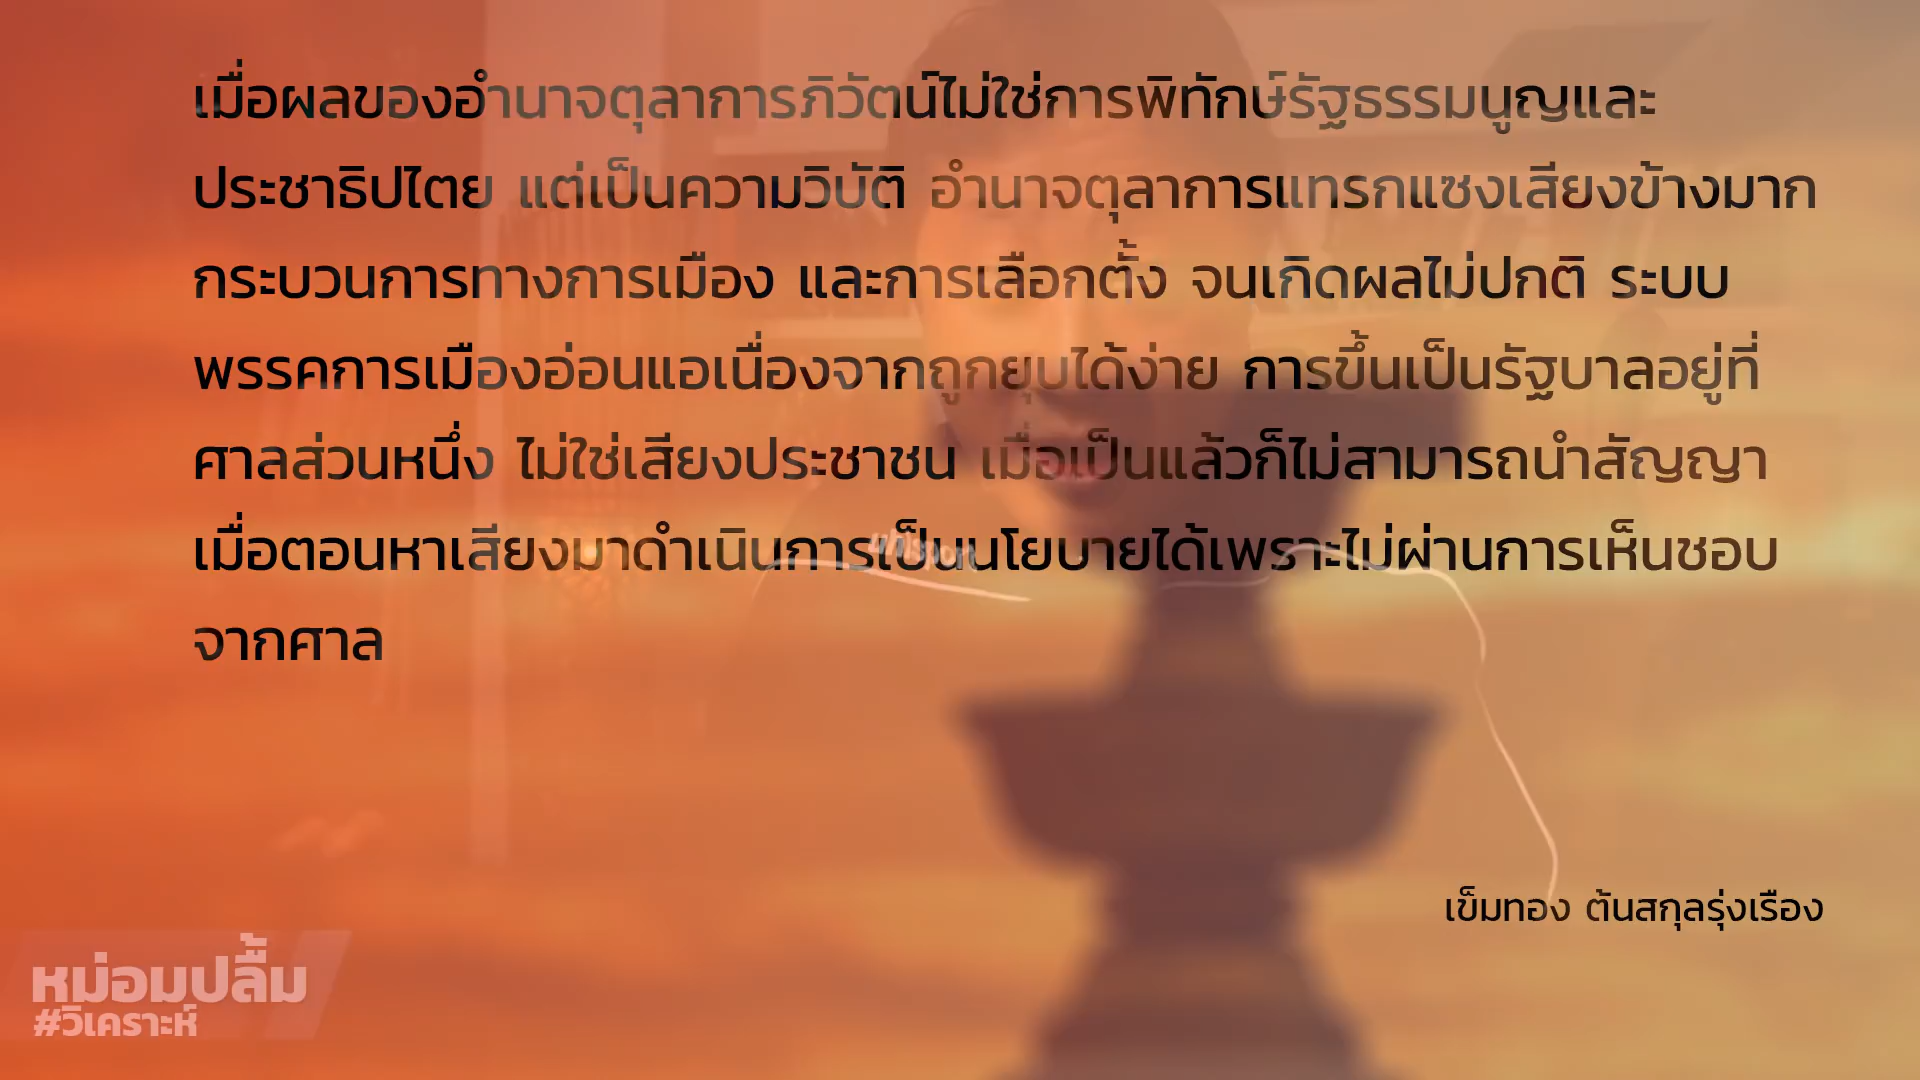 เมื่อผลของอำนาจตุลาการภิวัตน์ไม่ใช่การพิทักษ์รัฐธรรมนูญและ
ประชาธิปไตย แต่เป็นความวิบัติ อำนาจตุลาการแทรกแซงเสียงข้างมาก
กระบวนการทางการเมือง และการเลือกตั้ง จนเกิดผลไม่ปกติ ระบบ
พรรคการเมืองอ่อนแอเนื่องจากถูกยุบได้ง่าย การขึ้นเป็นรัฐบาลอยู่ที่
ศาลส่วนหนึ่ง ไม่ใช่เสียงประชาชน เมื่อเป็นแล้วก็ไม่สามารถนำสัญญา
เมื่อตอนหาเสียงมาดำเนินการเป็นนโยบายได้เพราะไม่ผ่านการเห็นชอบ
จากศาล
uhlsport
เข็มทอง ต้นสกุลรุ่งเรือง
หม่อมปลื้ม
#วิเคราะห์